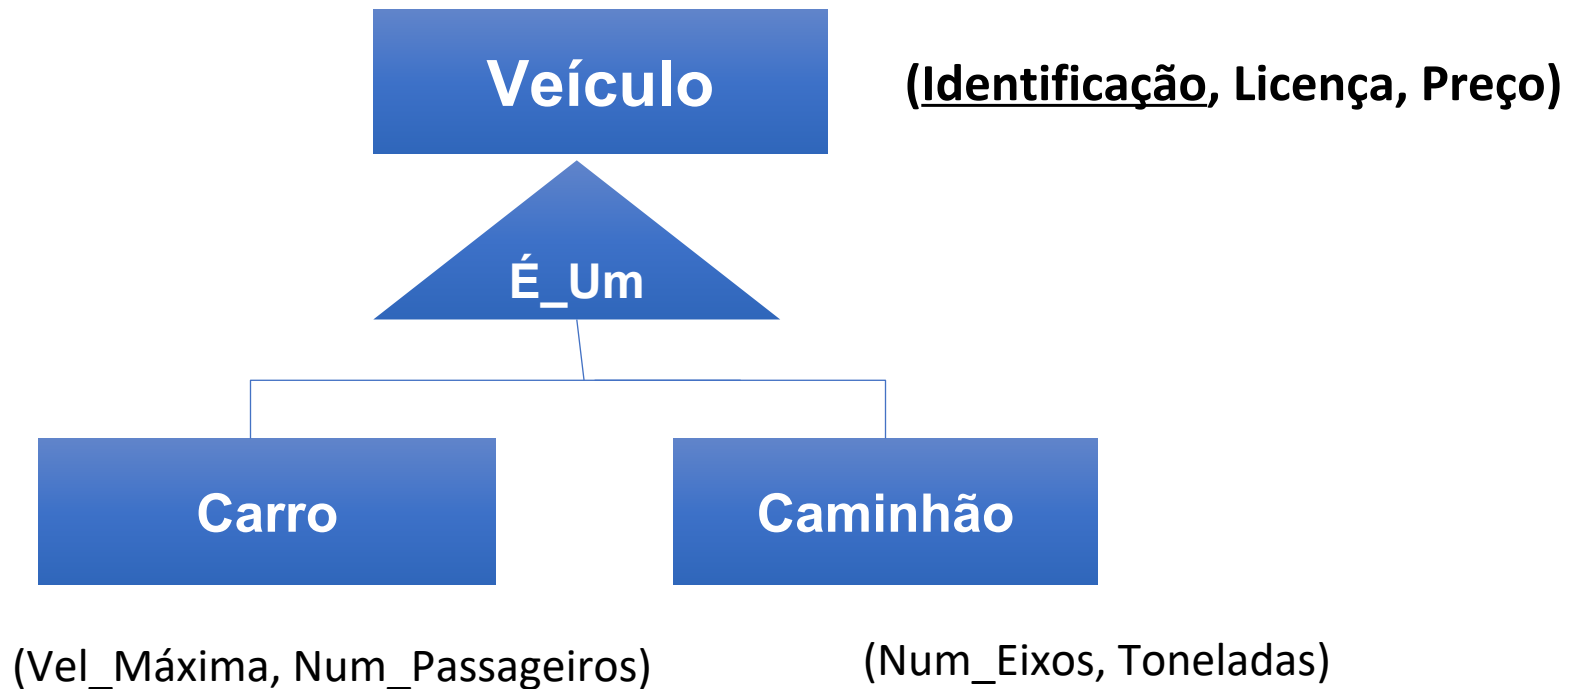 Veículo
(Identificação, Licença, Preço)
É_Um
Carro
Caminhão
(Vel_Máxima, Num_Passageiros)
(Num_Eixos, Toneladas)